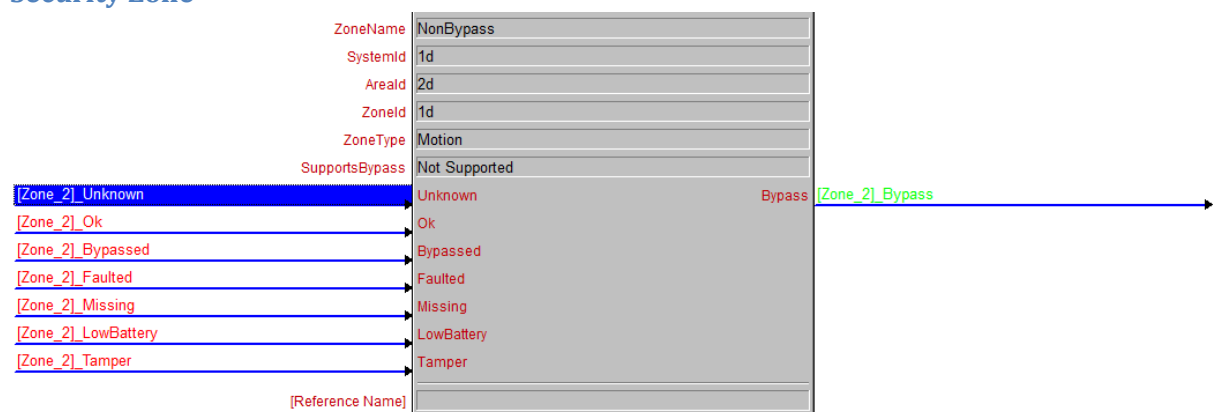 Security Zone
ZoneName NonBypass
SystemId 1d
AreaId 2d
ZoneId 1d
ZoneType Motion
SupportsBypass Not Supported
[Zone_2]_Unknown Unknown Bypass [Zone_2]_Bypass
[Zone_2]_Ok Ok
[Zone_2]_Bypassed Bypassed
[Zone_2]_Faulted Faulted
[Zone_2]_Missing Missing
[Zone_2]_LowBattery LowBattery
[Zone_2]_Tamper Tamper
[Reference Name]